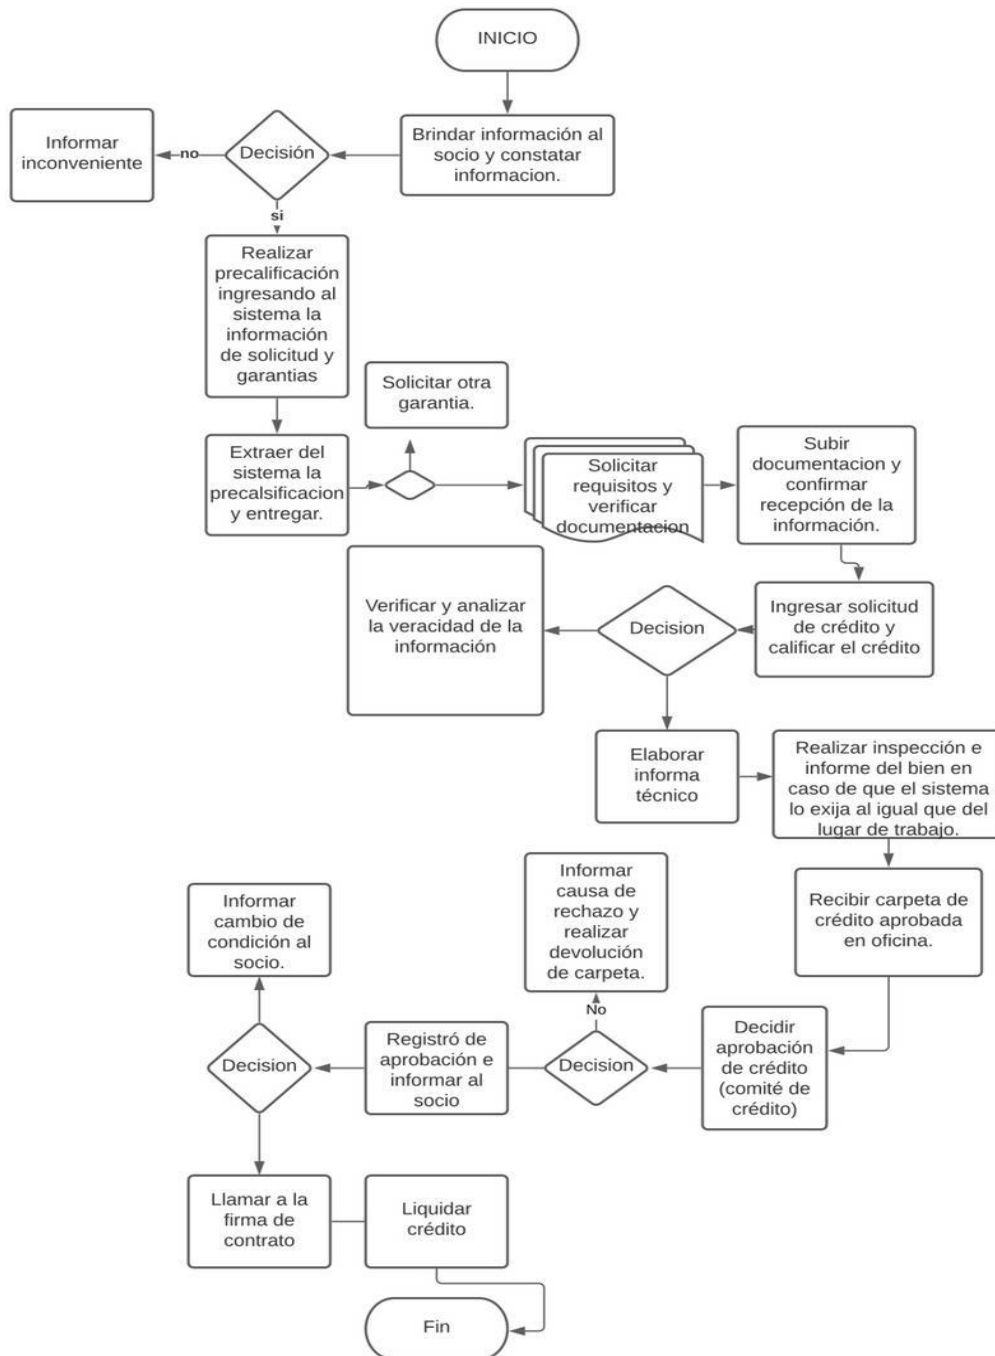 INICIO
Brindar información al
socio y constatar
informacion.
Decisión
no
Informar
inconveniente
si
Realizar
precalificación
ingresando al
sistema la
información
de solicitud y
garantias
Extraer del
sistema la
precalsificacion
y entregar.
Solicitar otra
garantia.
Solicitar
requisitos y
verificar
documentacion
Subir
documentacion y
confirmar
recepción de la
información.
Ingresar solicitud
de crédito y
calificar el crédito
Decision
Verificar y analizar
la veracidad de la
información
Elaborar
informa
técnico
Realizar inspección e
informe del bien en
caso de que el sistema
lo exija al igual que del
lugar de trabajo.
Recibir carpeta de
crédito aprobada
en oficina.
Decidir
aprobación
de crédito
(comité de
crédito)
Decision
No
Informar
causa de
rechazo y
realizar
devolución
de carpeta.
Registró de
aprobación e
informar al
socio
Decision
Informar
cambio de
condición al
socio.
Llamar a la
firma de
contrato
Liquidar
crédito
Fin